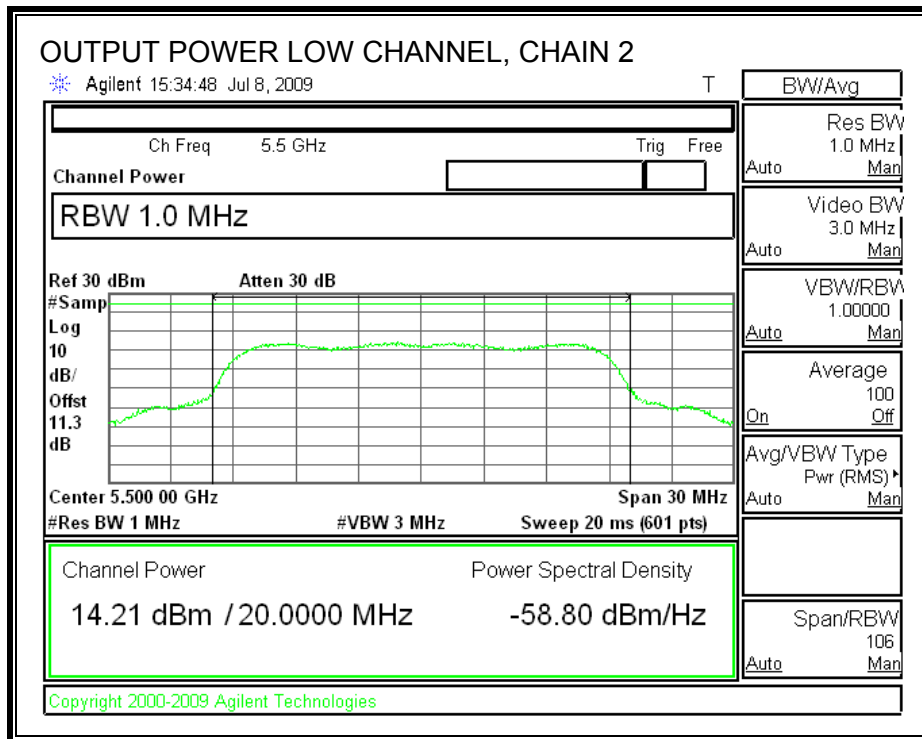 OUTPUT POWER LOW CHANNEL, CHAIN 2
Agilent 15:34:48 Jul 8, 2009
T
Ch Freq 5.5 GHz Trig Free
Channel Power
RBW 1.0 MHz
Ref 30 dBm Atten 30 dB
#Samp
Log
10
dB/
Offst
11.3
dB
Center 5.500 00 GHz Span 30 MHz
#Res BW 1 MHz #VBW 3 MHz Sweep 20 ms (601 pts)
Channel Power Power Spectral Density
14.21 dBm / 20.0000 MHz -58.80 dBm/Hz
Copyright 2000-2009 Agilent Technologies
BW/Avg
Res BW
1.0 MHz
Auto Man
Video BW
3.0 MHz
Auto Man
VBW/RBW
1.00000
Auto Man
Average
100
On Off
Avg/VBW Type
Pwr (RMS)
Auto Man
Span/RBW
106
Auto Man